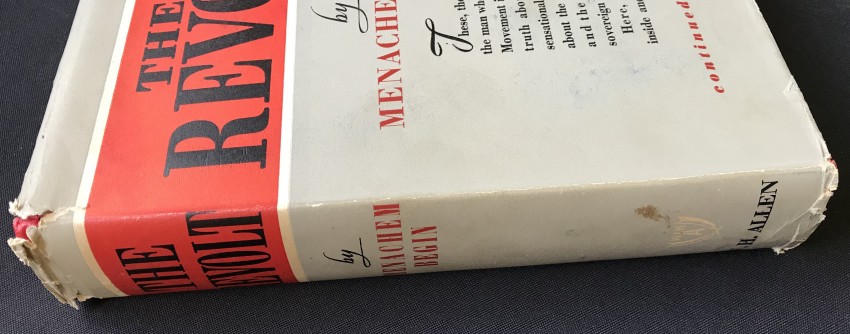 THE
REVO
by
MENACHE
These, the
the man wh
Movement i
truth abo
sensational
about the
and the
sovereign
Here,
inside and
continued
THE
REVOLT
by
MENACHEM
BEGIN
H. ALLEN